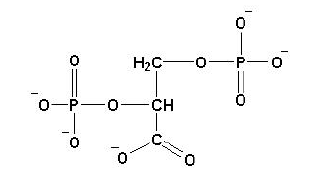 O⁻
H₂C O P O⁻
O O
⁻O P O CH
⁻O C
⁻O O